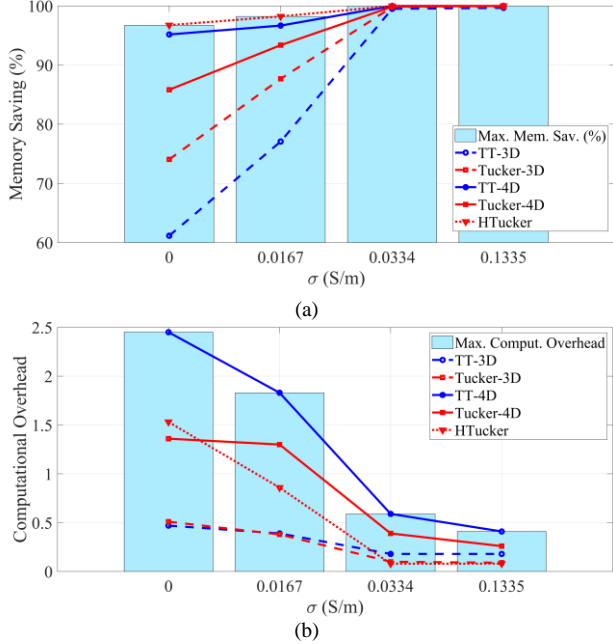 100
90
80
70
60
Memory Saving (%)
Max. Mem. Sav. (%)
TT-3D
Tucker-3D
TT-4D
Tucker-4D
HTucker
0
0.0167
0.0334
0.1335
σ (S/m)
(a)
2.5
2
1.5
1
0.5
0
Computational Overhead
Max. Comput. Overhead
TT-3D
Tucker-3D
TT-4D
Tucker-4D
HTucker
0
0.0167
0.0334
0.1335
σ (S/m)
(b)